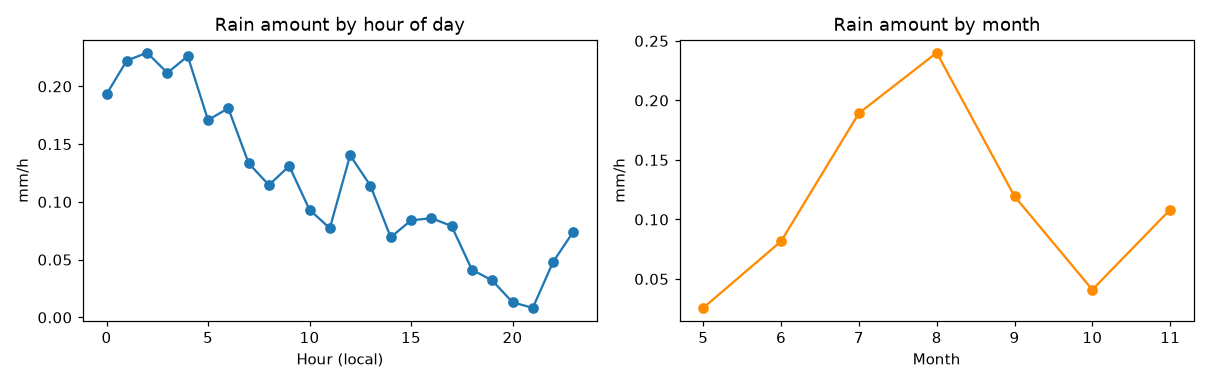 Rain amount by hour of day
mm/h
0.20
0.15
0.10
0.05
0.00
0 5 10 15 20
Hour (local)
Rain amount by month
mm/h
0.25
0.20
0.15
0.10
0.05
5 6 7 8 9 10 11
Month